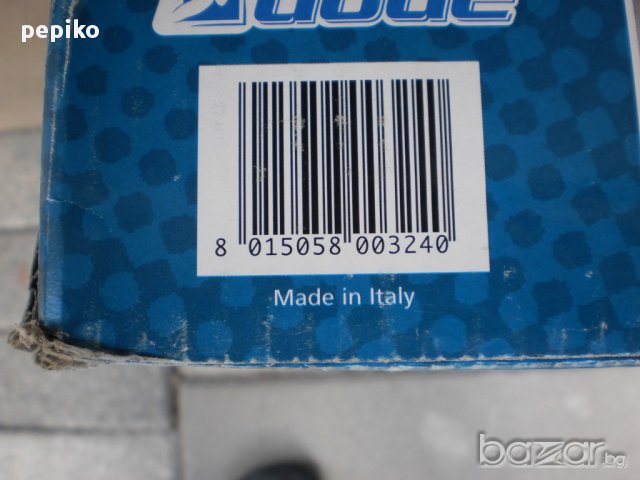 pepiko
8 015058 003240
Made in Italy
bazar.bg